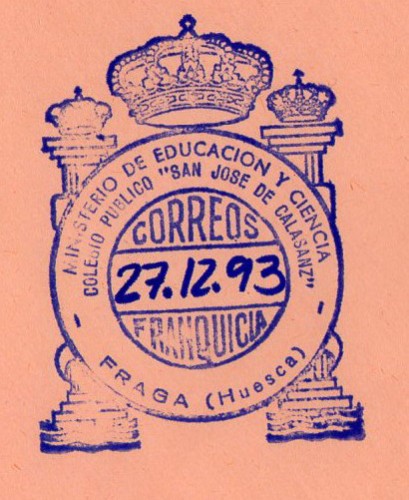 MINISTERIO DE EDUCACION Y CIENCIA
COLEGIO PUBLICO "SAN JOSE DE CALASANZ"
CORREOS
27.12.93
FRANQUICIA
- FRAGA (Huesca) -